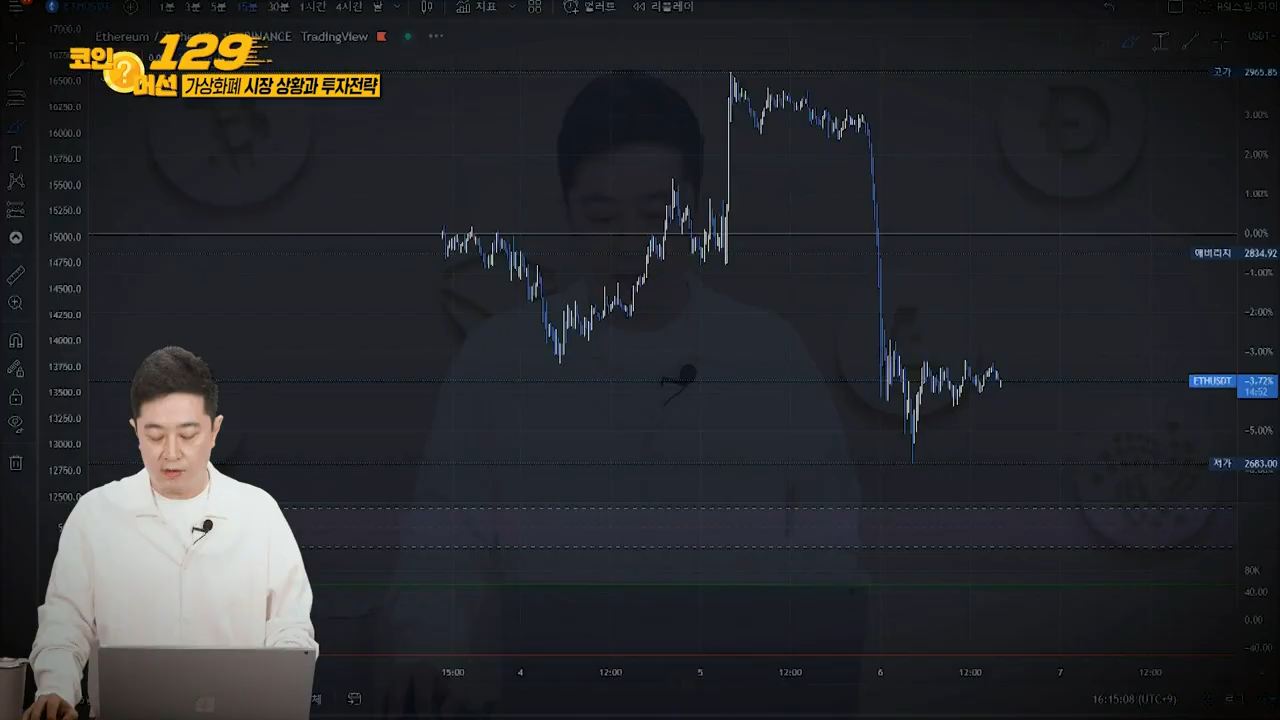 ETHUSDT 1분 3분 5분 15분 30분 1시간 4시간 날 지표 얼러트 리플레이
Ethereum / BINANCE TradingView
코인 129
머선 가상화폐 시장 상황과 투자전략
17000.0
16500.0
16250.0
16000.0
15750.0
15500.0
15250.0
15000.0
14750.0
14500.0
14250.0
14000.0
13750.0
13500.0
13250.0
13000.0
12750.0
12500.0
USDT
고가 2965.85
3.00%
2.00%
1.00%
0.00%
애버리지 2834.92
-1.00%
-2.00%
-3.00%
ETHUSDT -3.72%
14:52
-5.00%
저가 2683.00
80K
40.00
0.00
-40.00
15:00 4 12:00 5 12:00 6 12:00 7 12:00
16:15:08 (UTC+9)